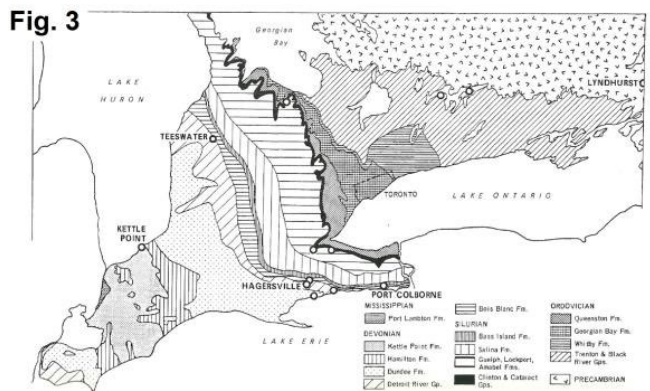 Fig. 3
Georgian
Bay
LAKE
HURON
LYNDHURST
TEESWATER
TORONTO
LAKE ONTARIO
KETTLE
POINT
HAGERSVILLE
PORT COLBORNE
LAKE ERIE
MISSISSIPPIAN
Port Lambton Fm.
DEVONIAN
Kettle Point Fm.
Hamilton Fm.
Dundee Fm.
Detroit River Gp.
Bois Blanc Fm.
SILURIAN
Bass Island Fm.
Salina Fm.
Guelph, Lockport,
Amabel Fms.
Clinton & Cataract
Gps.
ORDOVICIAN
Queenston Fm.
Georgian Bay Fm.
Whitby Fm.
Trenton & Black
River Gps.
PRECAMBRIAN